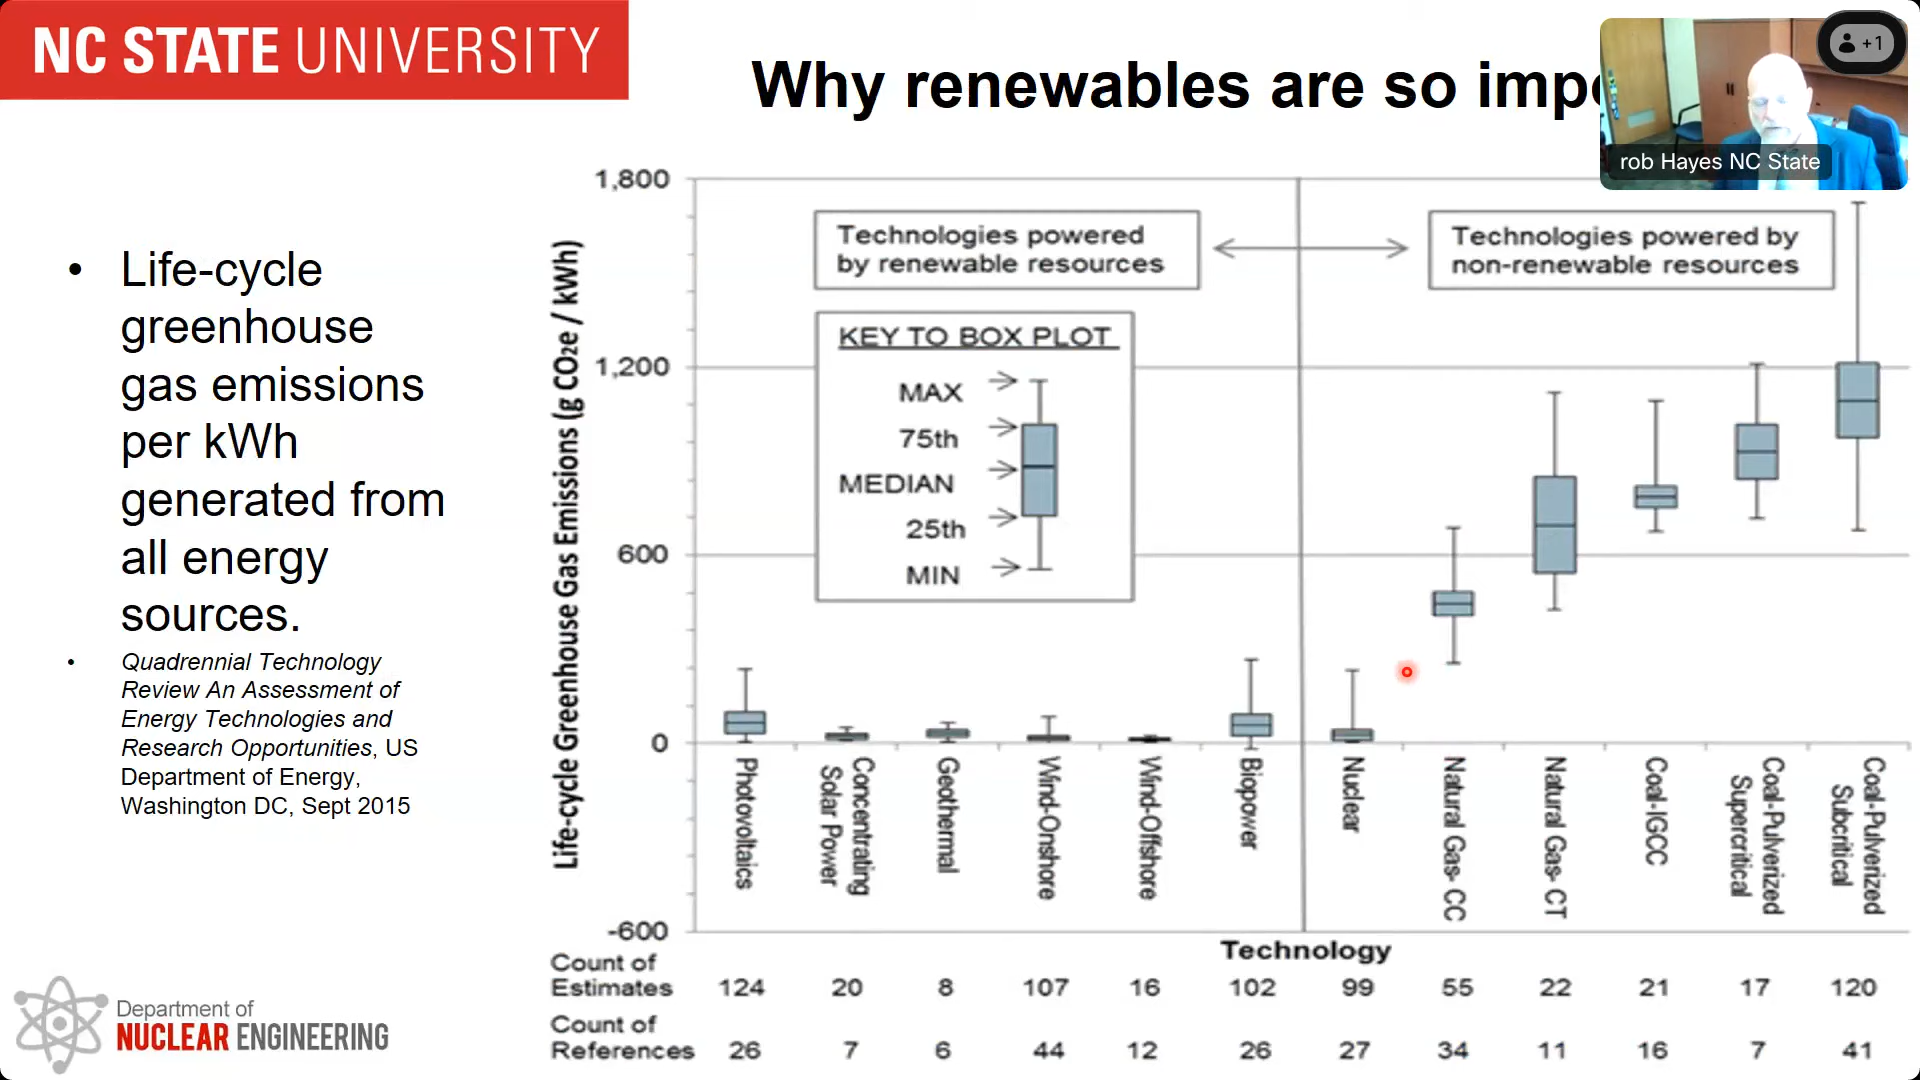 NC STATE UNIVERSITY
Why renewables are so imp
+1
rob Hayes NC State
• Life-cycle
greenhouse
gas emissions
per kWh
generated from
all energy
sources.
• Quadrennial Technology
Review An Assessment of
Energy Technologies and
Research Opportunities, US
Department of Energy,
Washington DC, Sept 2015
Department of
NUCLEAR ENGINEERING
Life-cycle Greenhouse Gas Emissions (g CO2e / kWh)
1,800
1,200
600
0
-600
Technologies powered
by renewable resources
Technologies powered by
non-renewable resources
KEY TO BOX PLOT
MAX
75th
MEDIAN
25th
MIN
Photovoltaics
Concentrating
Solar Power
Geothermal
Wind-Onshore
Wind-Offshore
Biopower
Nuclear
Natural Gas- CC
Natural Gas- CT
Coal-IGCC
Coal-Pulverized
Supercritical
Coal-Pulverized
Subcritical
Technology
Count of
Estimates 124 20 8 107 16 102 99 55 22 21 17 120
Count of
References 26 7 6 44 12 26 27 34 11 16 7 41